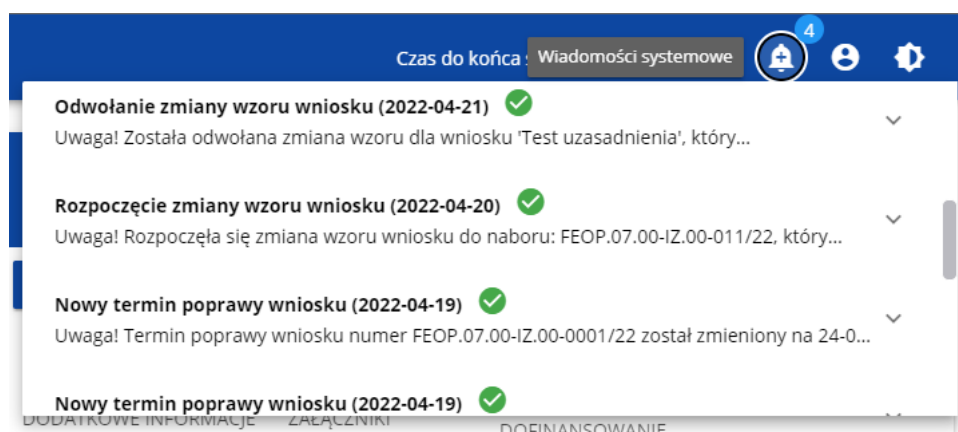 4
Czas do końca
Wiadomości systemowe
Odwołanie zmiany wzoru wniosku (2022-04-21)
Uwaga! Została odwołana zmiana wzoru dla wniosku 'Test uzasadnienia', który...
Rozpoczęcie zmiany wzoru wniosku (2022-04-20)
Uwaga! Rozpoczęła się zmiana wzoru wniosku do naboru: FEOP.07.00-IZ.00-011/22, który...
Nowy termin poprawy wniosku (2022-04-19)
Uwaga! Termin poprawy wniosku numer FEOP.07.00-IZ.00-0001/22 został zmieniony na 24-0...
Nowy termin poprawy wniosku (2022-04-19)
DODATKOWE INFORMACJE ZAŁĄCZNIKI DOFINANSOWANIE